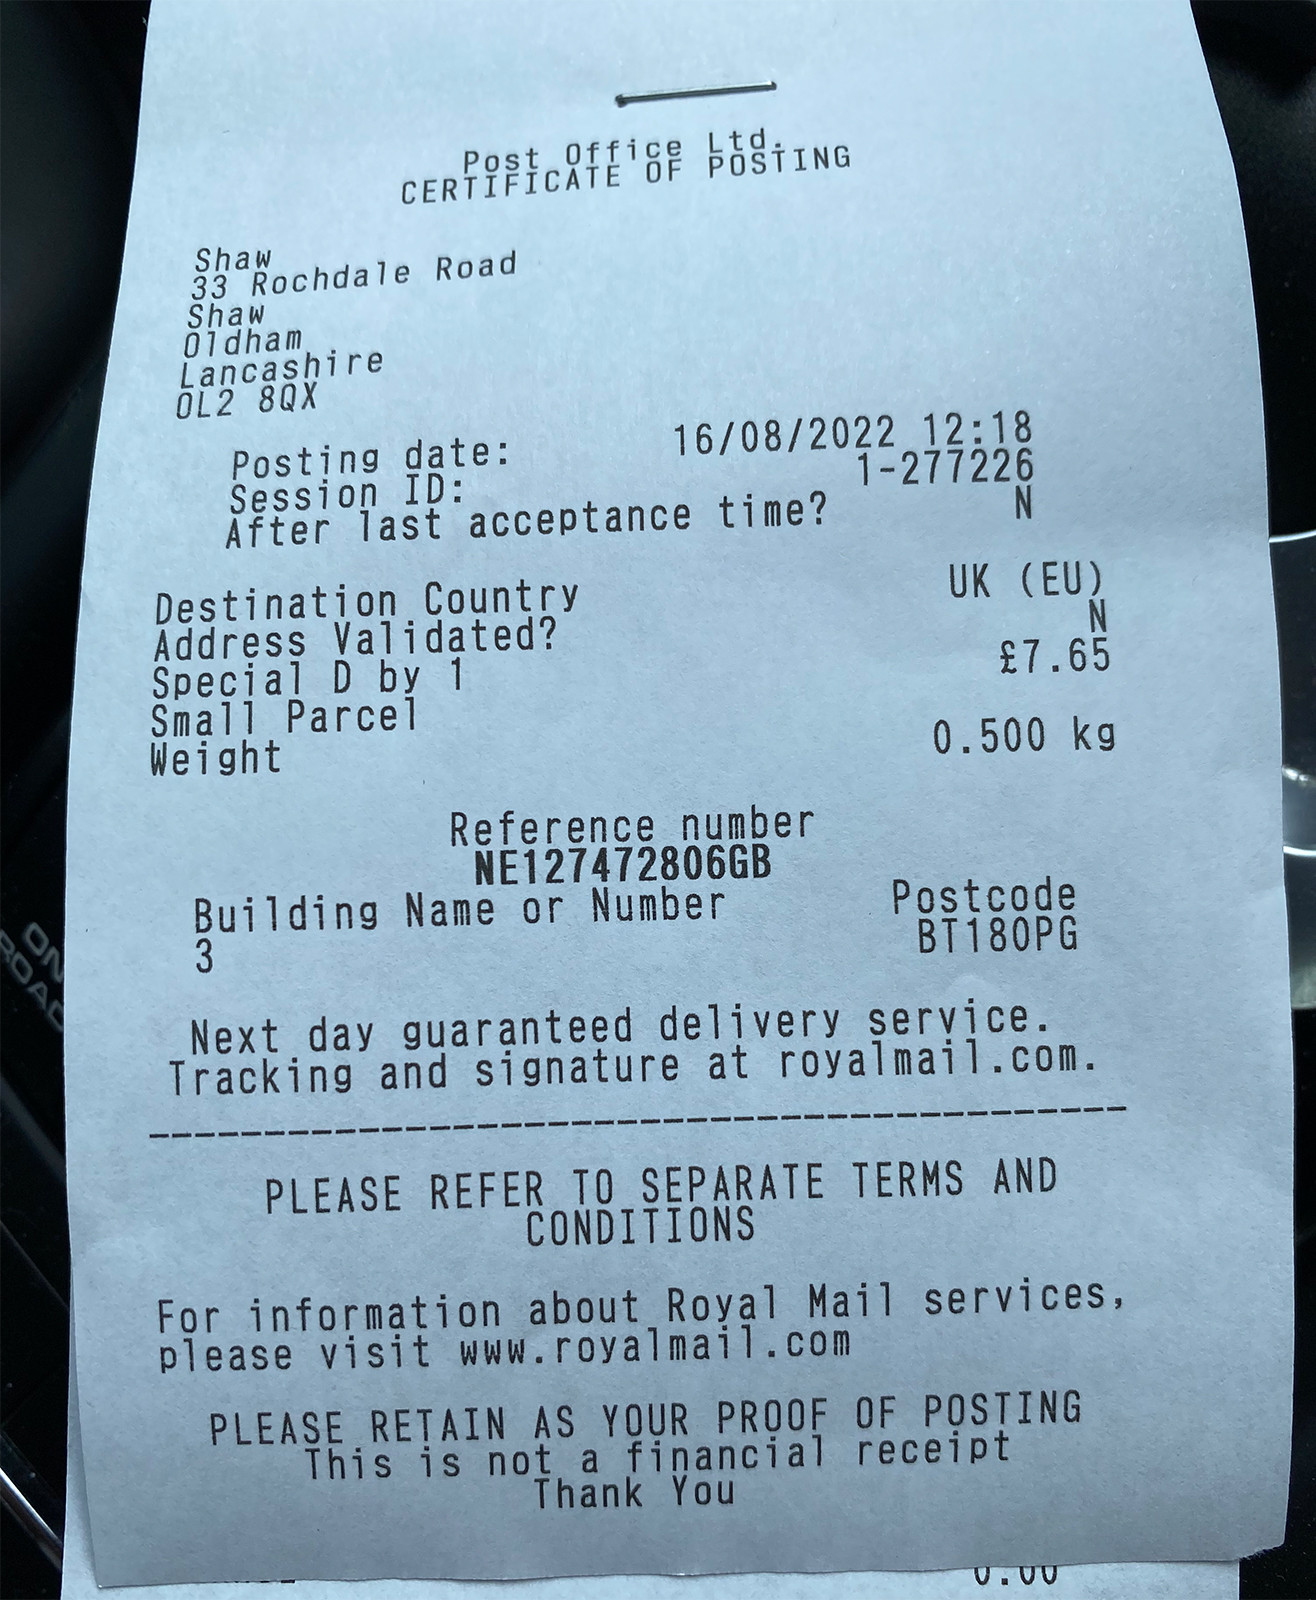 Post Office Ltd.
CERTIFICATE OF POSTING
Shaw
33 Rochdale Road
Shaw
Oldham
Lancashire
OL2 8QX
Posting date: 16/08/2022 12:18
Session ID: 1-277226
After last acceptance time? N
Destination Country UK (EU)
Address Validated? N
Special D by 1 £7.65
Small Parcel
Weight 0.500 kg
Reference number
NE127472806GB
Building Name or Number Postcode
3 BT180PG
Next day guaranteed delivery service.
Tracking and signature at royalmail.com.
PLEASE REFER TO SEPARATE TERMS AND
CONDITIONS
For information about Royal Mail services,
please visit www.royalmail.com
PLEASE RETAIN AS YOUR PROOF OF POSTING
This is not a financial receipt
Thank You
0.00